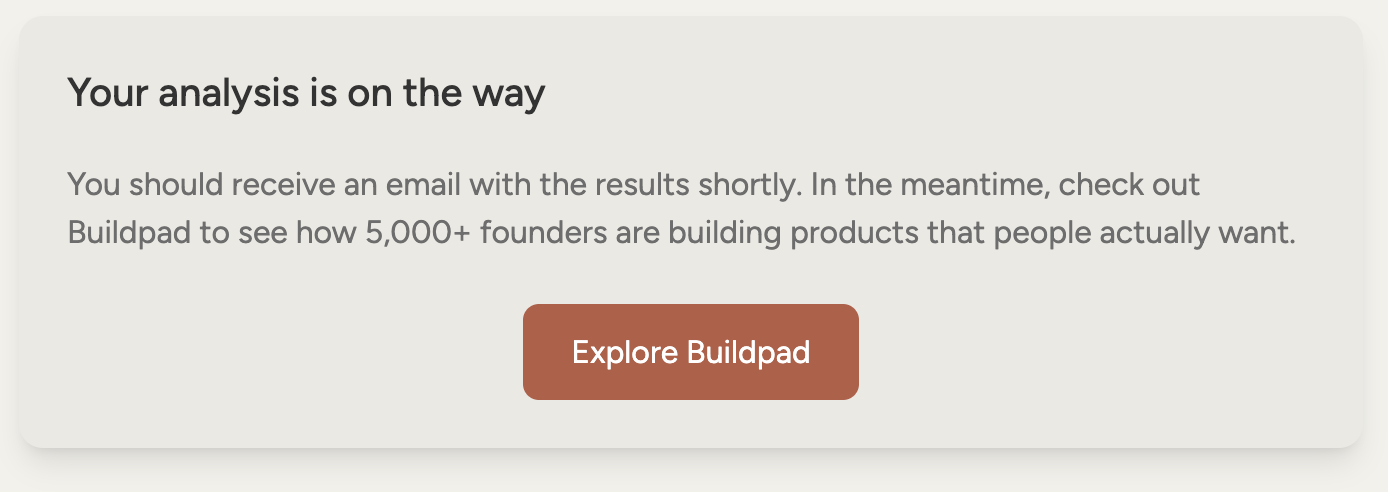 Your analysis is on the way
You should receive an email with the results shortly. In the meantime, check out
Buildpad to see how 5,000+ founders are building products that people actually want.
Explore Buildpad